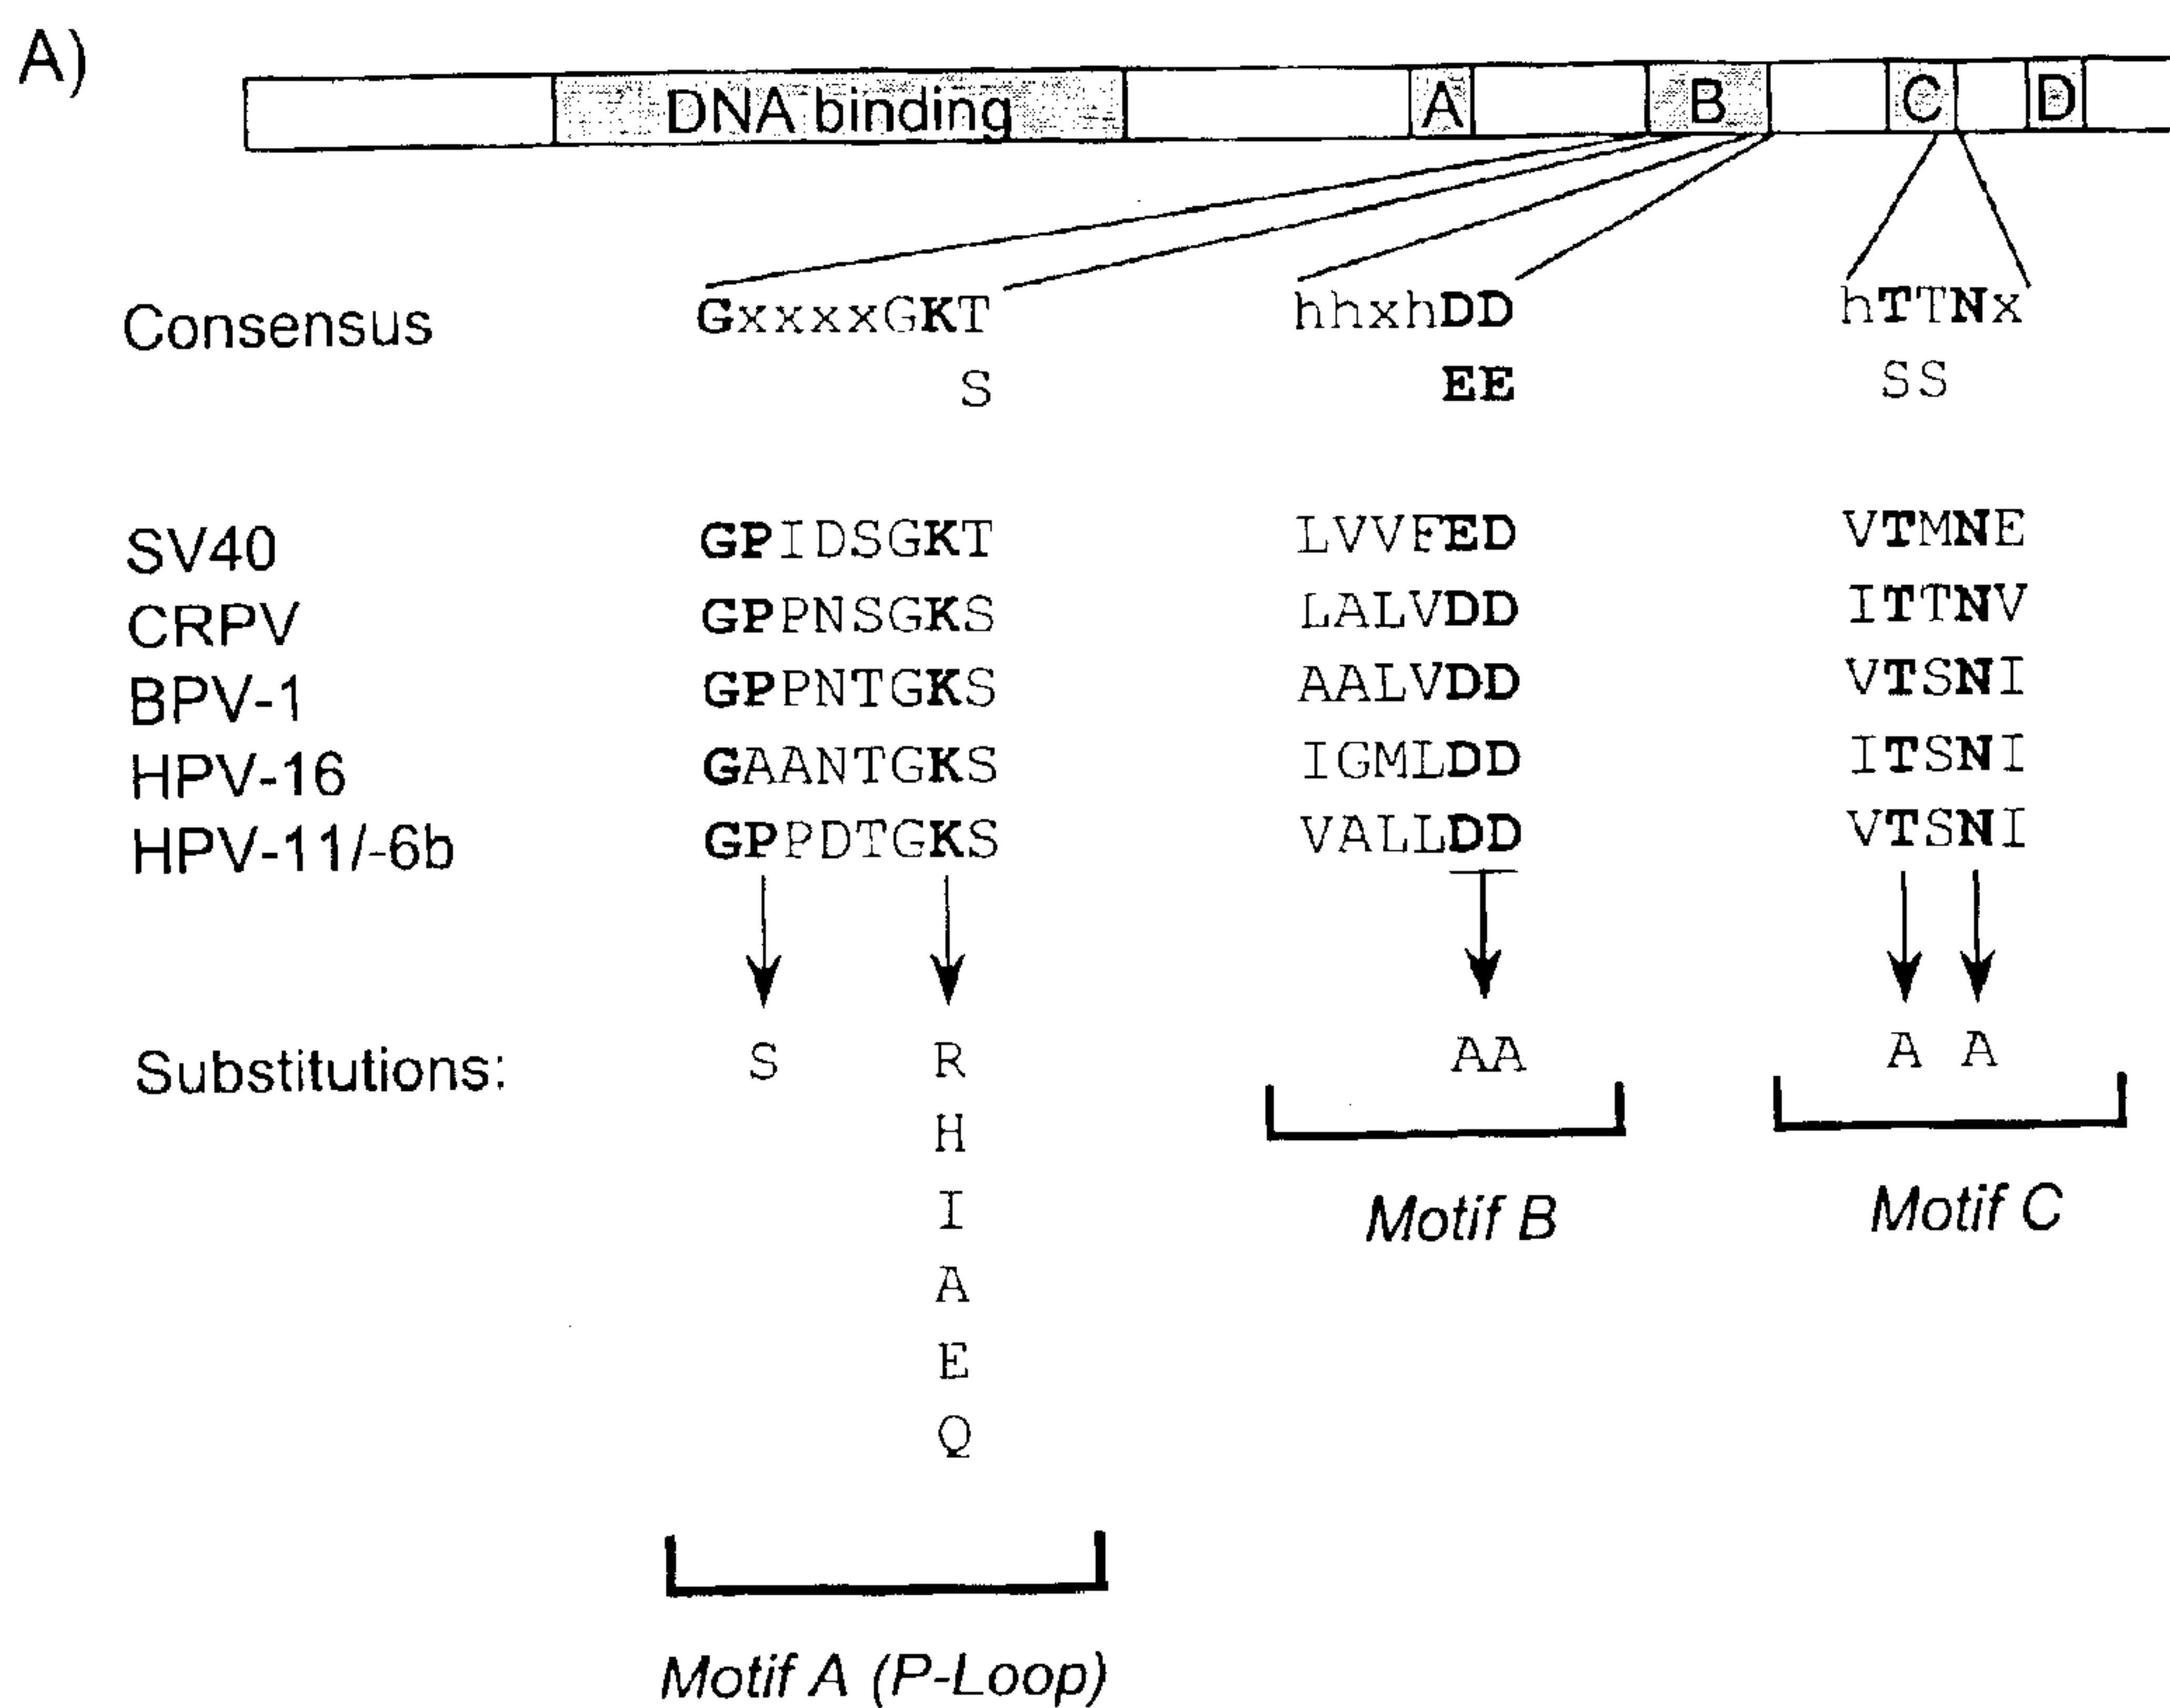 A)
DNA binding A B C D
Consensus GxxxxGKT hhxhDD hTTNx
S EE SS
SV40 GPIDSGKT LVVFED VTMNE
CRPV GPPNSGKS LALVDD ITTNV
BPV-1 GPPNTGKS AALVDD VTSNI
HPV-16 GAANTGKS IGMLDD ITSNI
HPV-11/-6b GPPDTGKS VALLDD VTSNI
Substitutions: S R AA A A
H
I
A
E
Q
Motif B Motif C
Motif A (P-Loop)